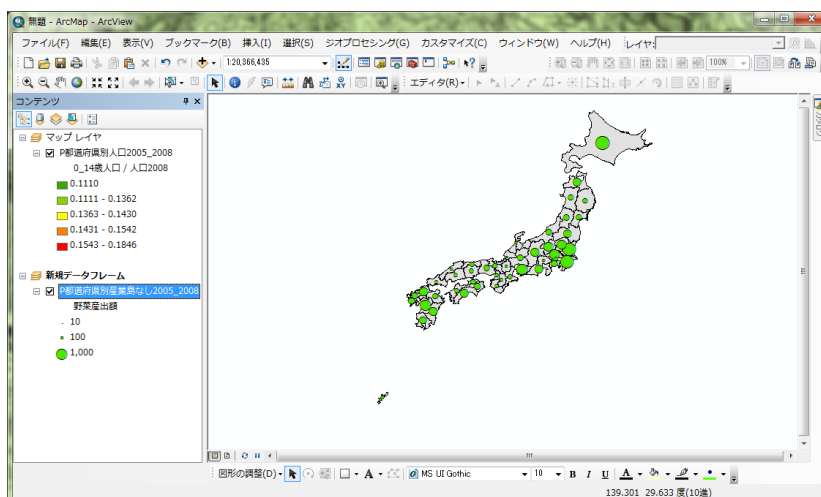 無題 - ArcMap - ArcView
ファイル(F) 編集(E) 表示(V) ブックマーク(B) 挿入(I) 選択(S) ジオプロセシング(G) カスタマイズ(C) ウィンドウ(W) ヘルプ(H) レイヤ:
1:20,366,435 100%
エディタ(R)
コンテンツ
マップ レイヤ
P都道府県別人口2005_2008
0_14歳人口 / 人口2008
0.1110
0.1111 - 0.1362
0.1363 - 0.1430
0.1431 - 0.1542
0.1543 - 0.1846
新規データフレーム
P都道府県別産業島なし2005_2008
野菜産出額
10
100
1,000
図形の調整(D) A MS UI Gothic 10 B I U A
139.301 29.633 度(10進)